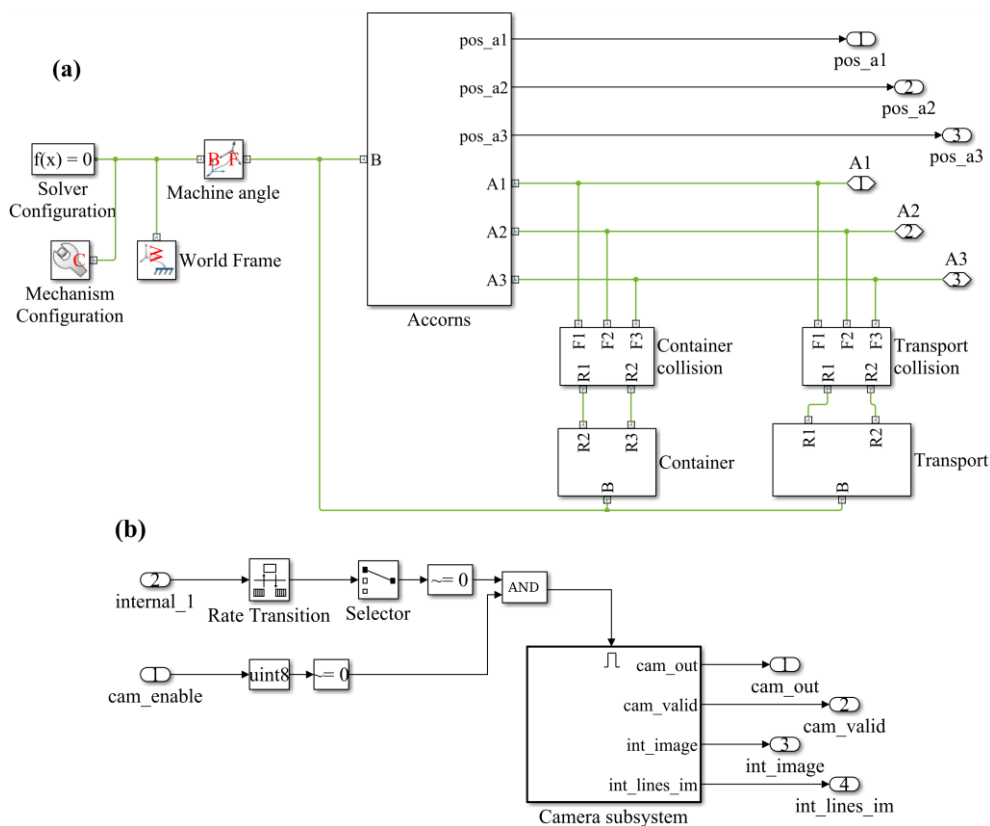 (a)
pos_a1
1
pos_a1
pos_a2
2
pos_a2
pos_a3
3
pos_a3
B
f(x) = 0
Solver
Configuration
B F
Machine angle
C
Mechanism
Configuration
W
World Frame
A1
A1
1
A2
A2
2
A3
A3
3
Accorns
F1
F2
F3
R1
R2
Container
collision
F1
F2
F3
R1
R2
Transport
collision
R2
R3
B
Container
R1
R2
B
Transport
(b)
2
internal_1
Rate Transition
Selector
~= 0
AND
1
cam_enable
uint8
~= 0
cam_out
1
cam_out
cam_valid
2
cam_valid
int_image
3
int_image
int_lines_im
4
int_lines_im
Camera subsystem